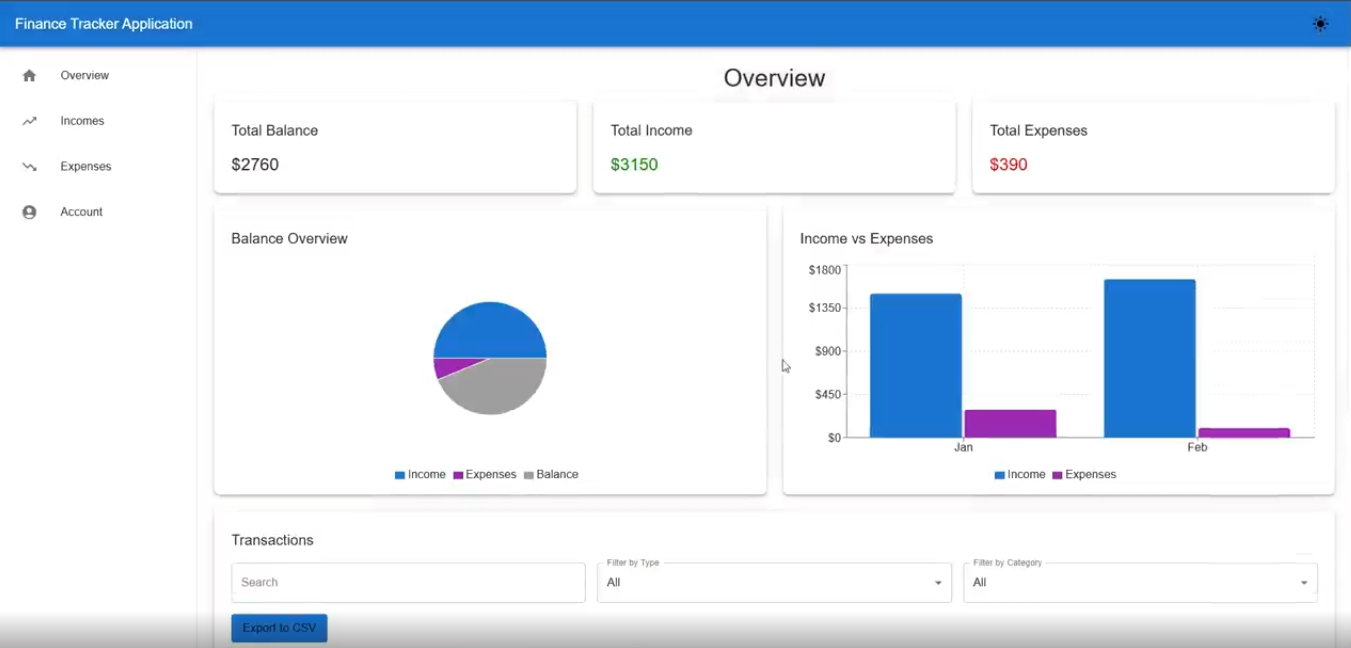 Finance Tracker Application
Overview
Incomes
Expenses
Account
Overview
Total Balance
$2760
Total Income
$3150
Total Expenses
$390
Balance Overview
Income Expenses Balance
Income vs Expenses
$1800
$1350
$900
$450
$0
Jan Feb
Income Expenses
Transactions
Search
Filter by Type
All
Filter by Category
All
Export to CSV